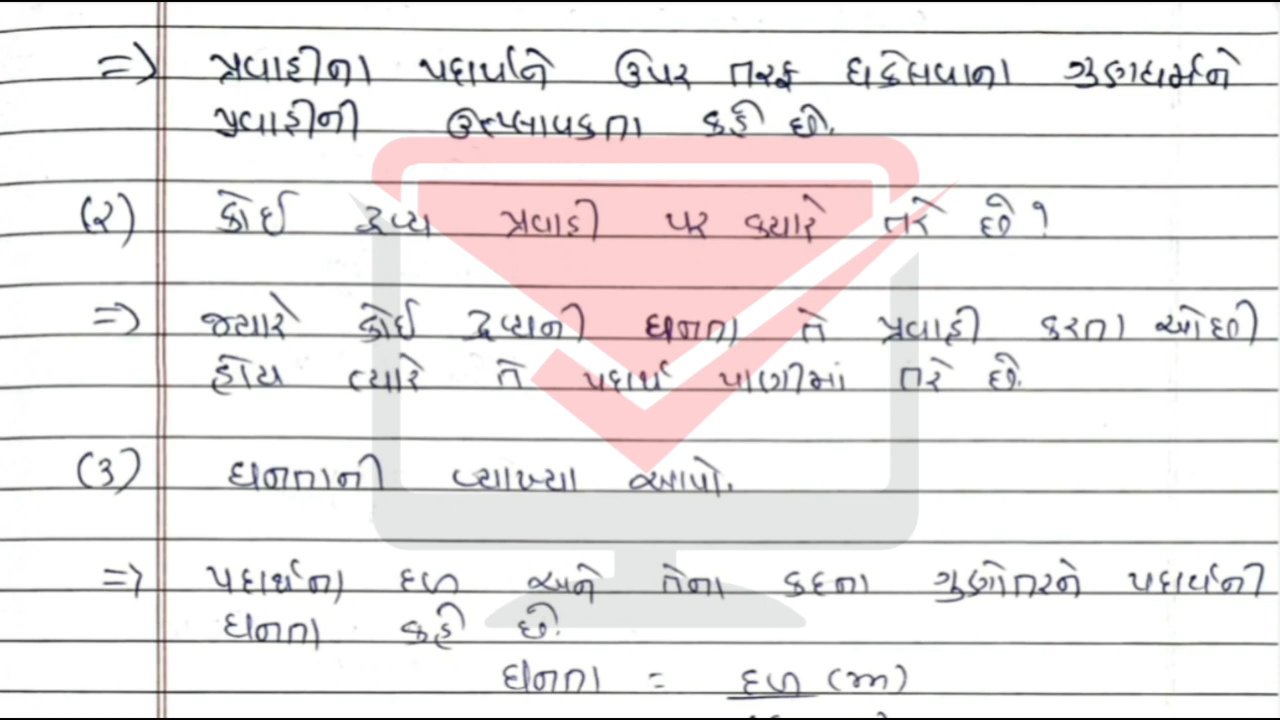 => પ્રવાહીના પદાર્થને ઉપર તરફ ધકેલવાના ગુણધર્મને
પ્રવાહીની ઉત્પ્લાવકતા કહી છે.
(૨) કોઈ દ્રવ્ય પ્રવાહી પર ક્યારે તરે છે?
=> જ્યારે કોઈ દ્રવ્યની ઘનતા તે પ્રવાહી કરતા ઓછી
હોય ત્યારે તે પદાર્થ પાણીમાં તરે છે.
(૩) ઘનતાની વ્યાખ્યા આપો.
=> પદાર્થના દળ અને તેના કદના ગુણોતરને પદાર્થની
ઘનતા કહી છે.
ઘનતા = દળ (m)